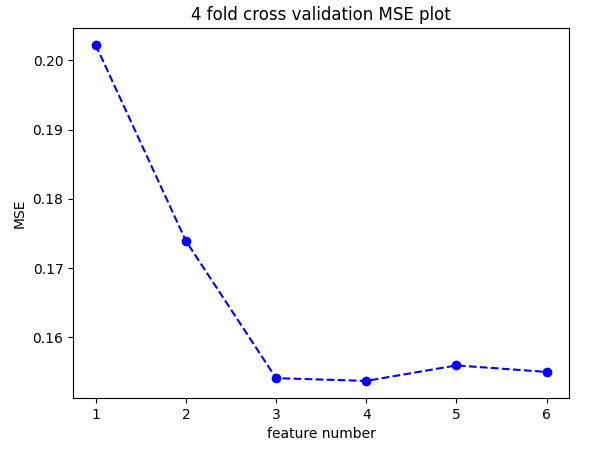 4 fold cross validation MSE plot
0.20
0.19
0.18
0.17
0.16
MSE
1 2 3 4 5 6
feature number